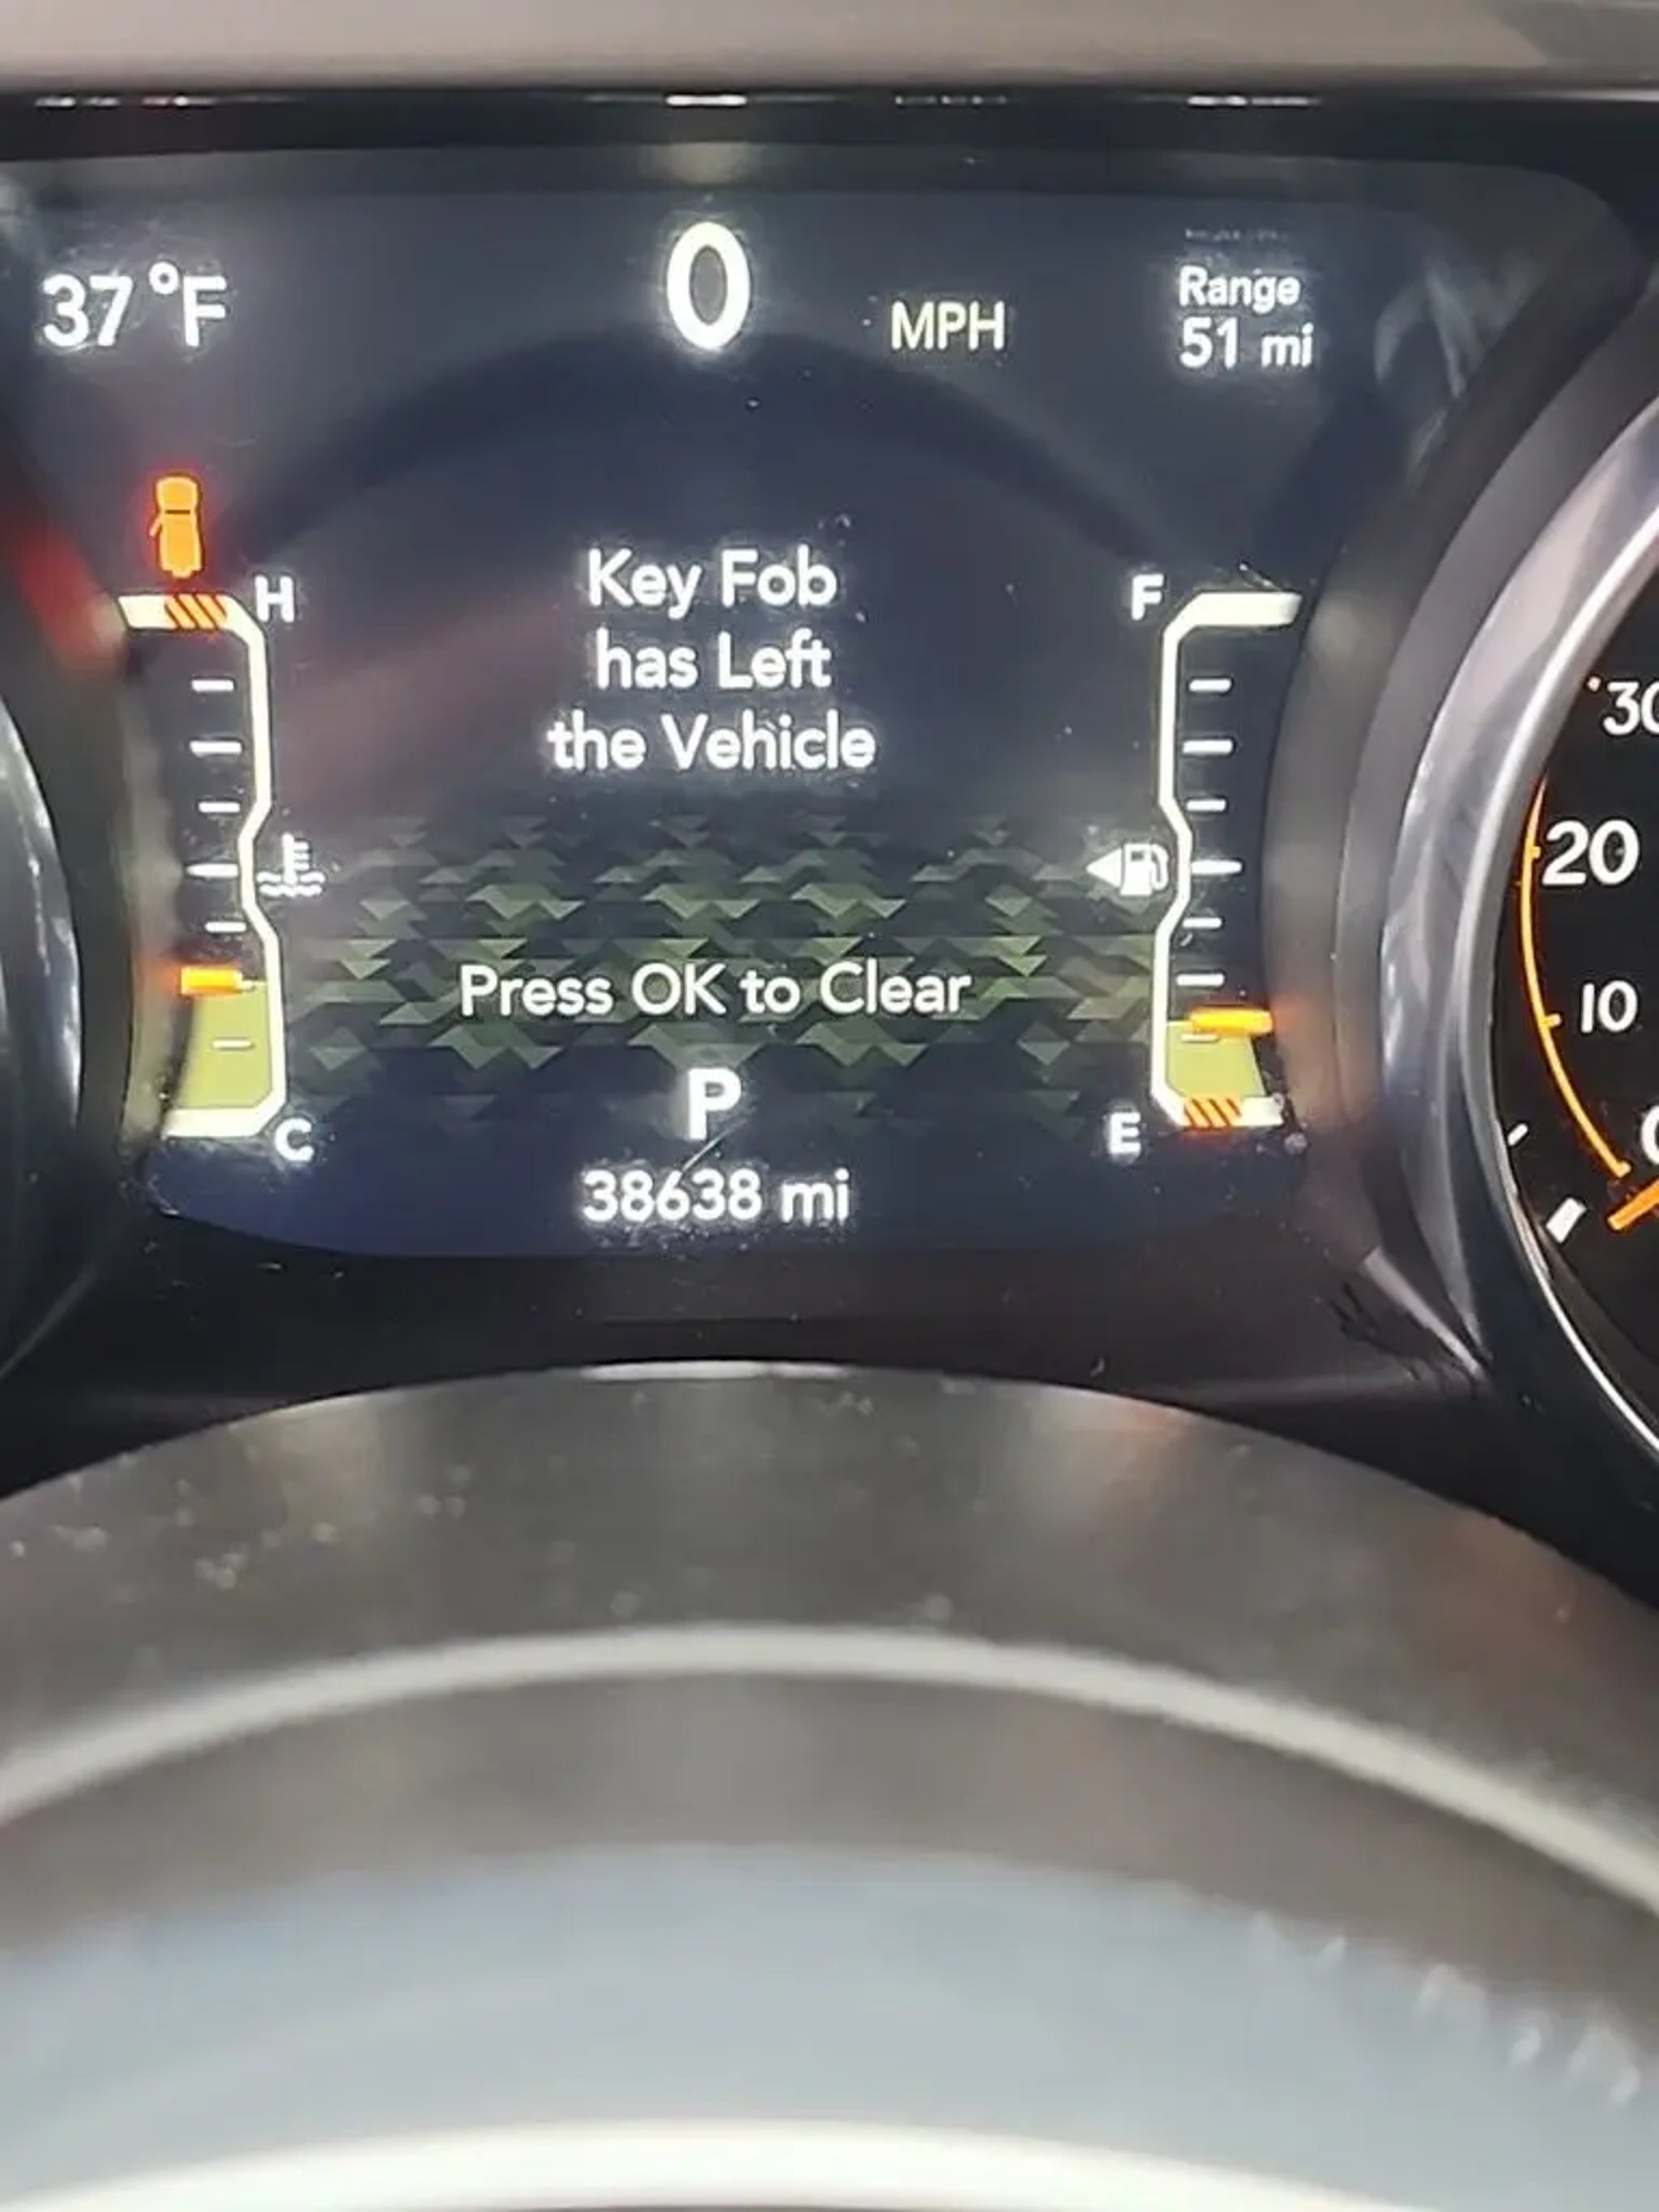 37 °F
0 MPH
Range
51 mi
H
F
Key Fob
has Left
the Vehicle
30
20
Press OK to Clear
10
P
C
E
0
38638 mi